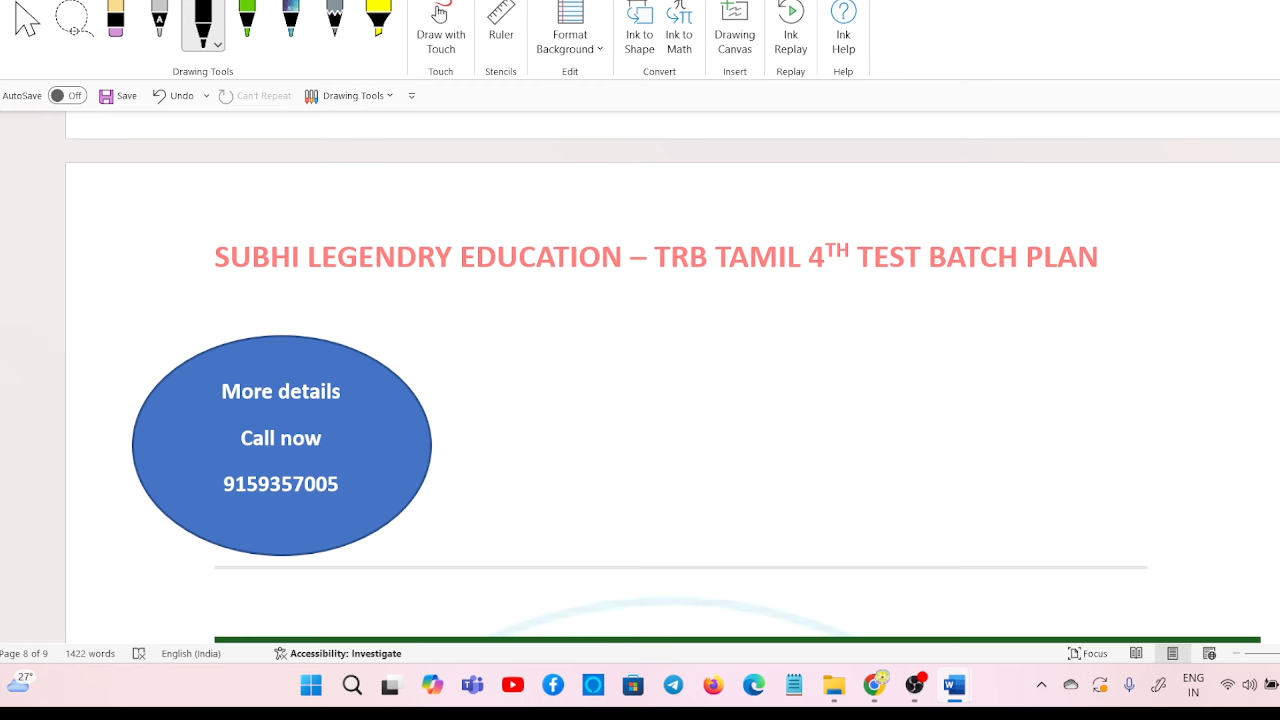 Draw with Touch
Ruler
Format Background
Ink to Shape
Ink to Math
Drawing Canvas
Ink Replay
Ink Help
Drawing Tools
Touch
Stencils
Edit
Convert
Insert
Replay
Help
AutoSave Off Save Undo Can't Repeat Drawing Tools
SUBHI LEGENDRY EDUCATION – TRB TAMIL 4TH TEST BATCH PLAN
More details
Call now
9159357005
Page 8 of 9 1422 words English (India) Accessibility: Investigate Focus
27°
ENG
IN